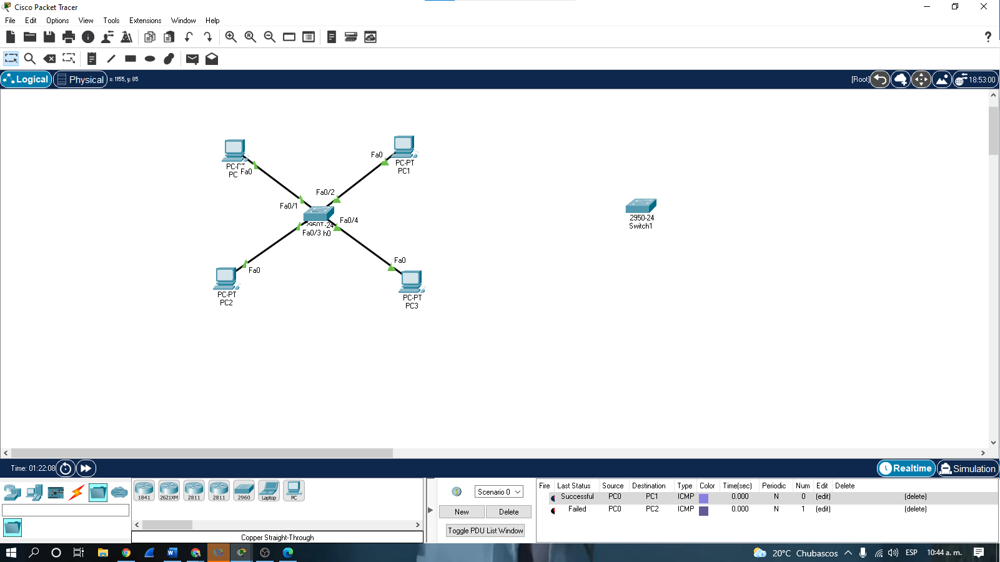 Cisco Packet Tracer
File Edit Options View Tools Extensions Window Help
Logical Physical x: 1155, y: 85 [Root] 18:53:00
PC-PT
PC1
Fa0
Fa0
PC
Fa0/2
Fa0/1
Fa0/4
2950T-24
Fa0/3 h0
2950-24
Switch1
Fa0
Fa0
PC-PT
PC2
PC-PT
PC3
Time: 01:22:08 Realtime Simulation
1841 2621XM 2811 2811 2960 Laptop PC
Copper Straight-Through
Scenario 0
New Delete
Toggle PDU List Window
Fire Last Status Source Destination Type Color Time(sec) Periodic Num Edit Delete
Successful PC0 PC1 ICMP 0.000 N 0 (edit) (delete)
Failed PC0 PC2 ICMP 0.000 N 1 (edit) (delete)
20°C Chubascos ESP 10:44 a. m.